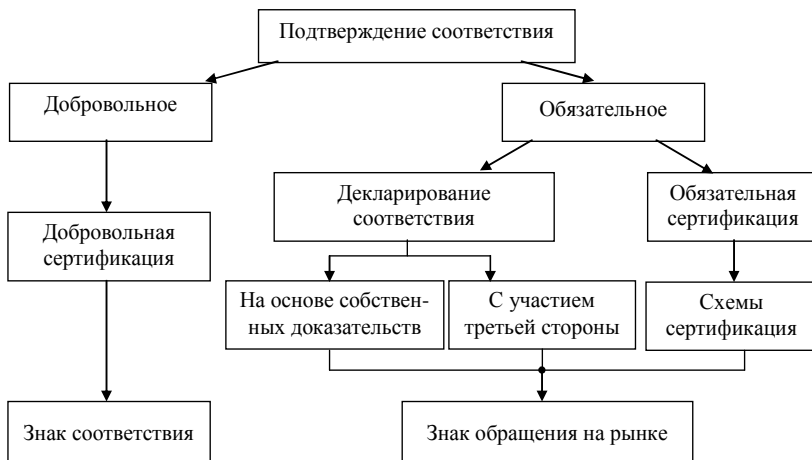 Подтверждение соответствия
Добровольное
Обязательное
Декларирование
соответствия
Обязательная
сертификация
Добровольная
сертификация
На основе собствен-
ных доказательств
С участием
третьей стороны
Схемы
сертификация
Знак соответствия
Знак обращения на рынке